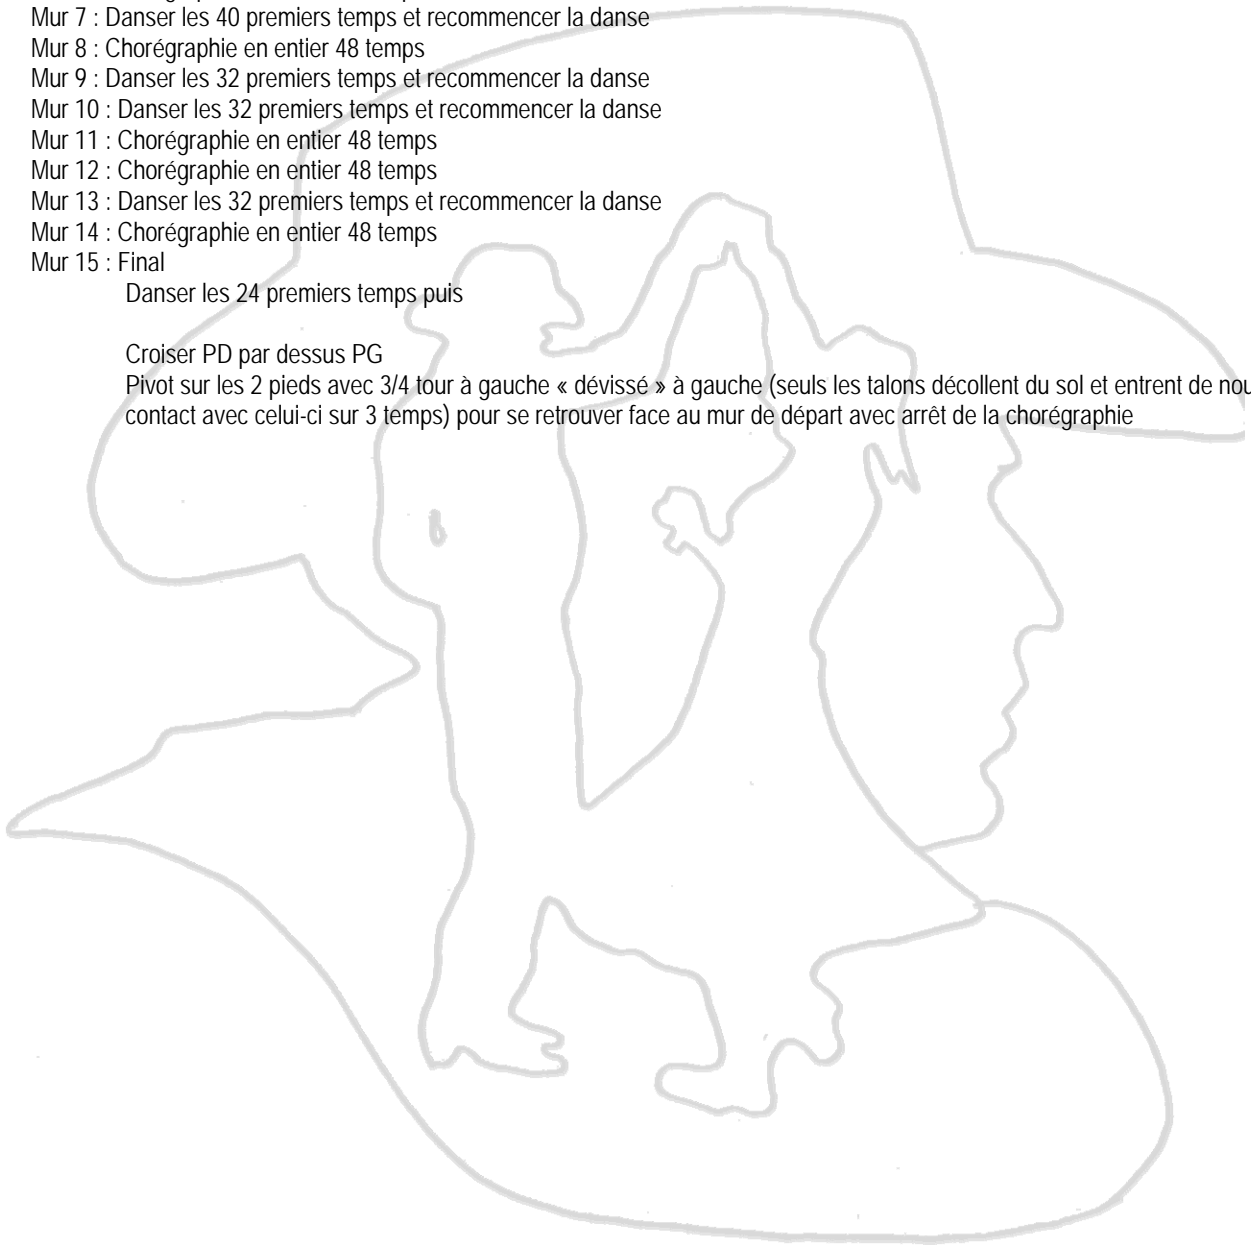 Mur 7 : Danser les 40 premiers temps et recommencer la danse
Mur 8 : Chorégraphie en entier 48 temps
Mur 9 : Danser les 32 premiers temps et recommencer la danse
Mur 10 : Danser les 32 premiers temps et recommencer la danse
Mur 11 : Chorégraphie en entier 48 temps
Mur 12 : Chorégraphie en entier 48 temps
Mur 13 : Danser les 32 premiers temps et recommencer la danse
Mur 14 : Chorégraphie en entier 48 temps
Mur 15 : Final
Danser les 24 premiers temps puis
Croiser PD par dessus PG
Pivot sur les 2 pieds avec 3/4 tour à gauche « dévissé » à gauche (seuls les talons décollent du sol et entrent de nou
contact avec celui-ci sur 3 temps) pour se retrouver face au mur de départ avec arrêt de la chorégraphie